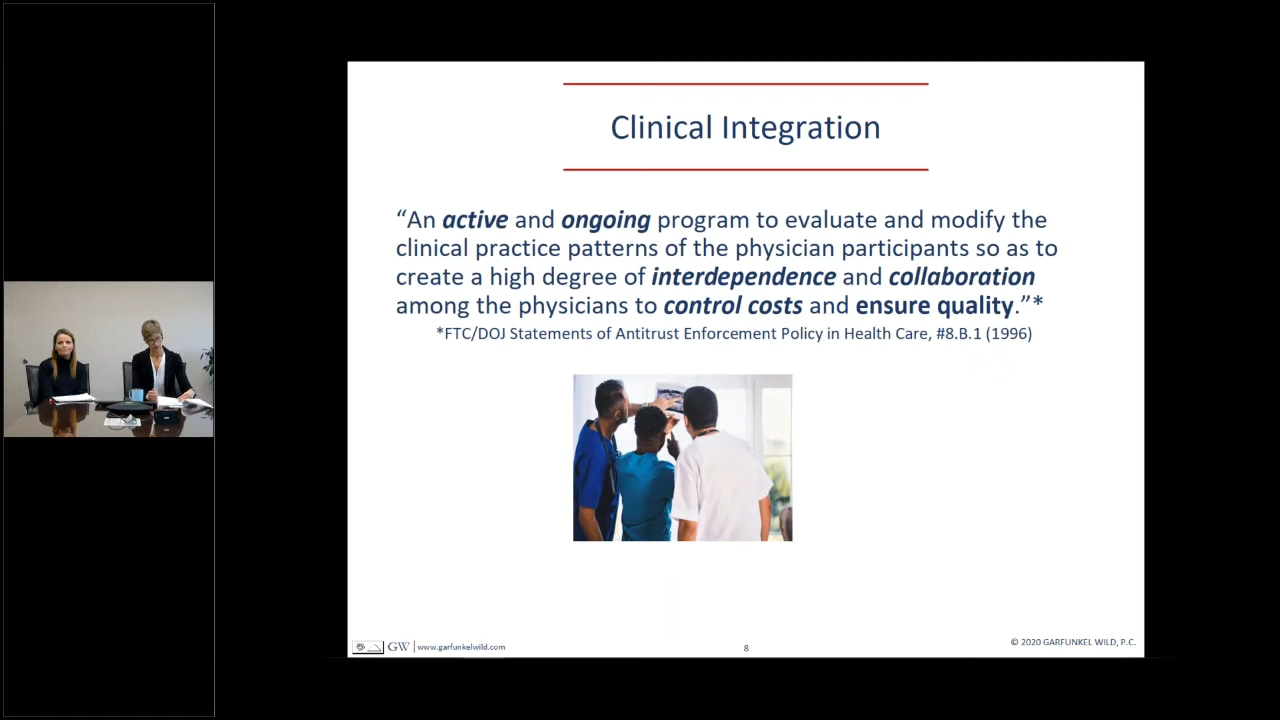 Clinical Integration
“An active and ongoing program to evaluate and modify the
clinical practice patterns of the physician participants so as to
create a high degree of interdependence and collaboration
among the physicians to control costs and ensure quality.”*
*FTC/DOJ Statements of Antitrust Enforcement Policy in Health Care, #8.B.1 (1996)
GW www.garfunkelwild.com
8
© 2020 GARFUNKEL WILD, P.C.